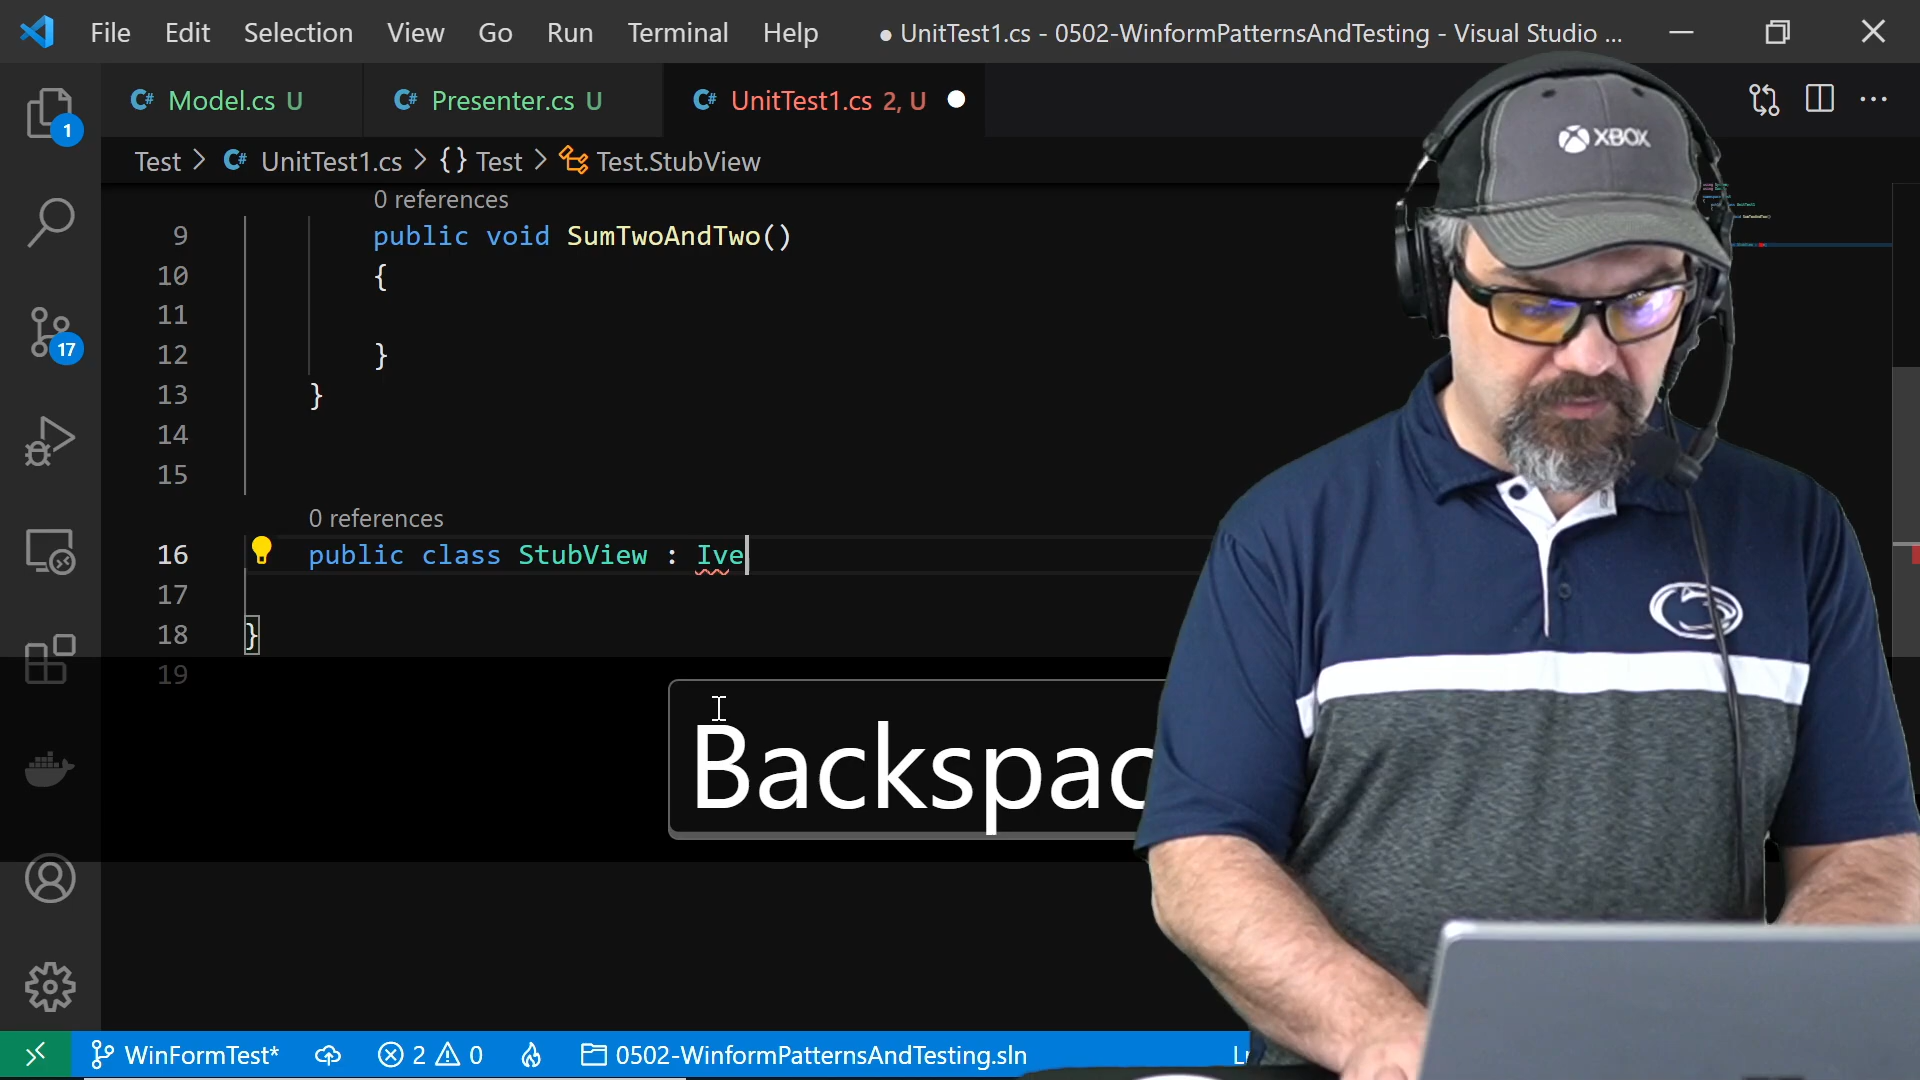 File Edit Selection View Go Run Terminal Help ● UnitTest1.cs - 0502-WinformPatternsAndTesting - Visual Studio ...
C# Model.cs U C# Presenter.cs U C# UnitTest1.cs 2, U
Test > C# UnitTest1.cs > {} Test > Test.StubView
0 references
9 public void SumTwoAndTwo()
10 {
11
12 }
13 }
14
15
0 references
16 public class StubView : Ive
17
18 }
19
1
17
Backspac
XBOX
WinFormTest* 2 0 0502-WinformPatternsAndTesting.sln